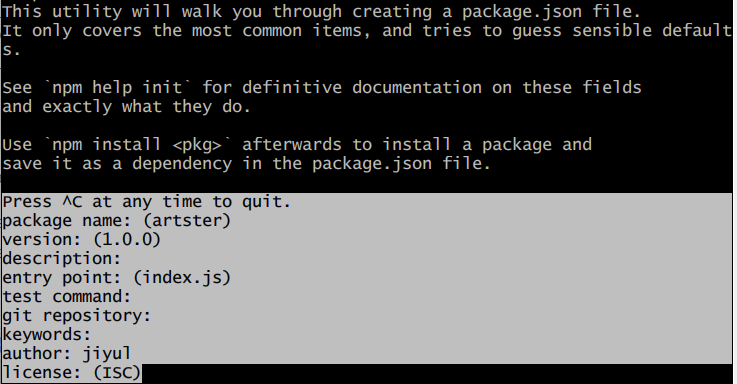 This utility will walk you through creating a package.json file.
It only covers the most common items, and tries to guess sensible default
s.
See `npm help init` for definitive documentation on these fields
and exactly what they do.
Use `npm install <pkg>` afterwards to install a package and
save it as a dependency in the package.json file.
Press ^C at any time to quit.
package name: (artster)
version: (1.0.0)
description:
entry point: (index.js)
test command:
git repository:
keywords:
author: jiyul
license: (ISC)